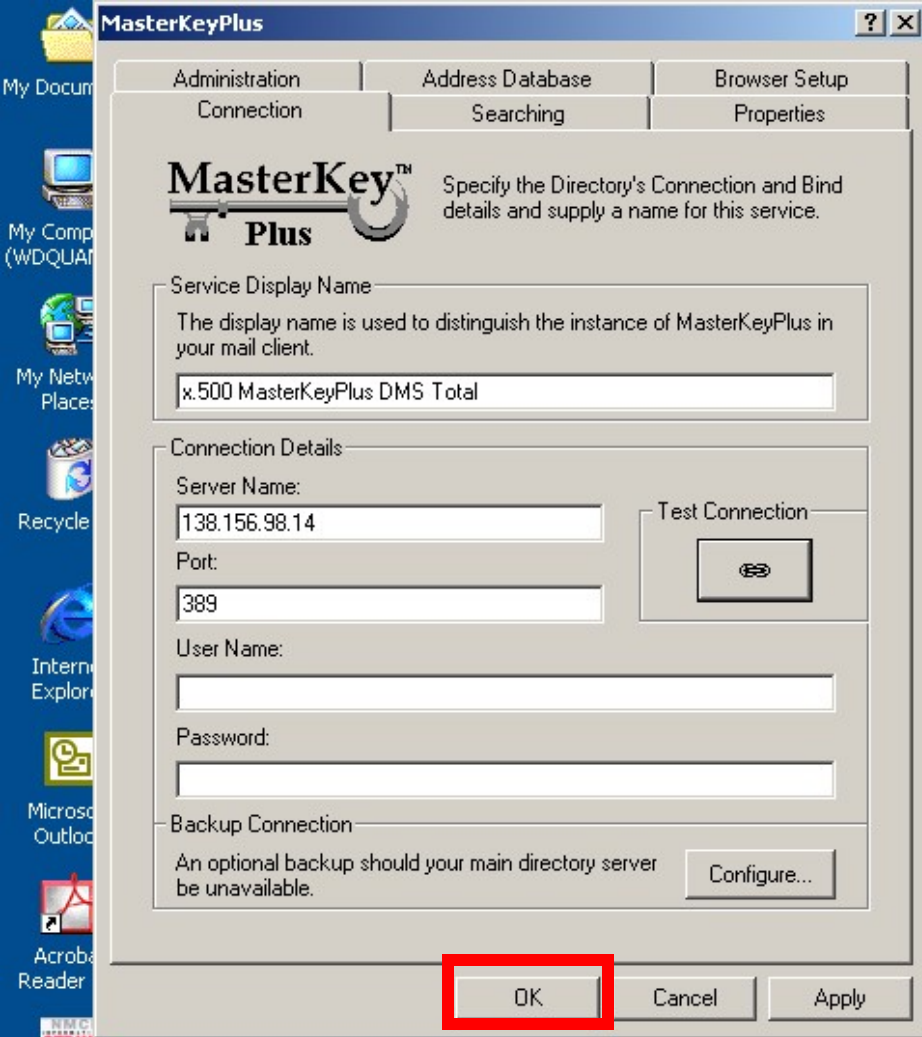 MasterKeyPlus
My Docum
Administration
Address Database
Browser Setup
Connection
Searching
Properties
MasterKey™
Plus
Specify the Directory's Connection and Bind
details and supply a name for this service.
My Comp
(WDQUAN
Service Display Name
The display name is used to distinguish the instance of MasterKeyPlus in
your mail client.
x.500 MasterKeyPlus DMS Total
My Netw
Places
Connection Details
Server Name:
138.156.98.14
Test Connection
Recycle
Port:
389
User Name:
Interne
Explore
Password:
Microso
Outloo
Backup Connection
An optional backup should your main directory server
be unavailable.
Configure...
Acroba
Reader
OK
Cancel
Apply
NMC